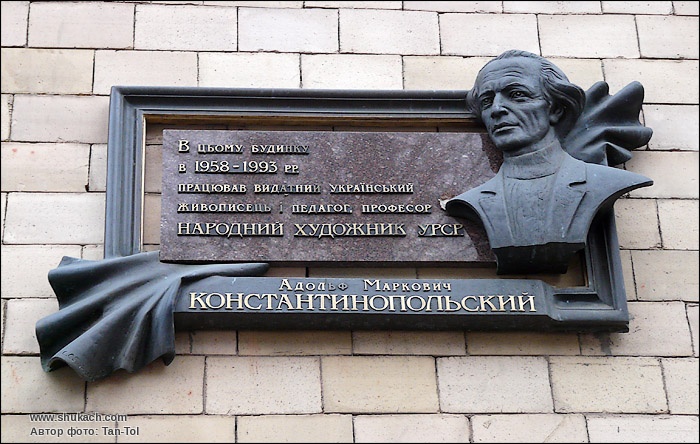 В цьому будинку
в 1958-1993 рр.
працював видатний український
живописець і педагог, професор
народний художник УРСР
Адольф Маркович
КОНСТАНТИНОПОЛЬСЬКИЙ
www.shukach.com
Автор фото: Tan-Tol